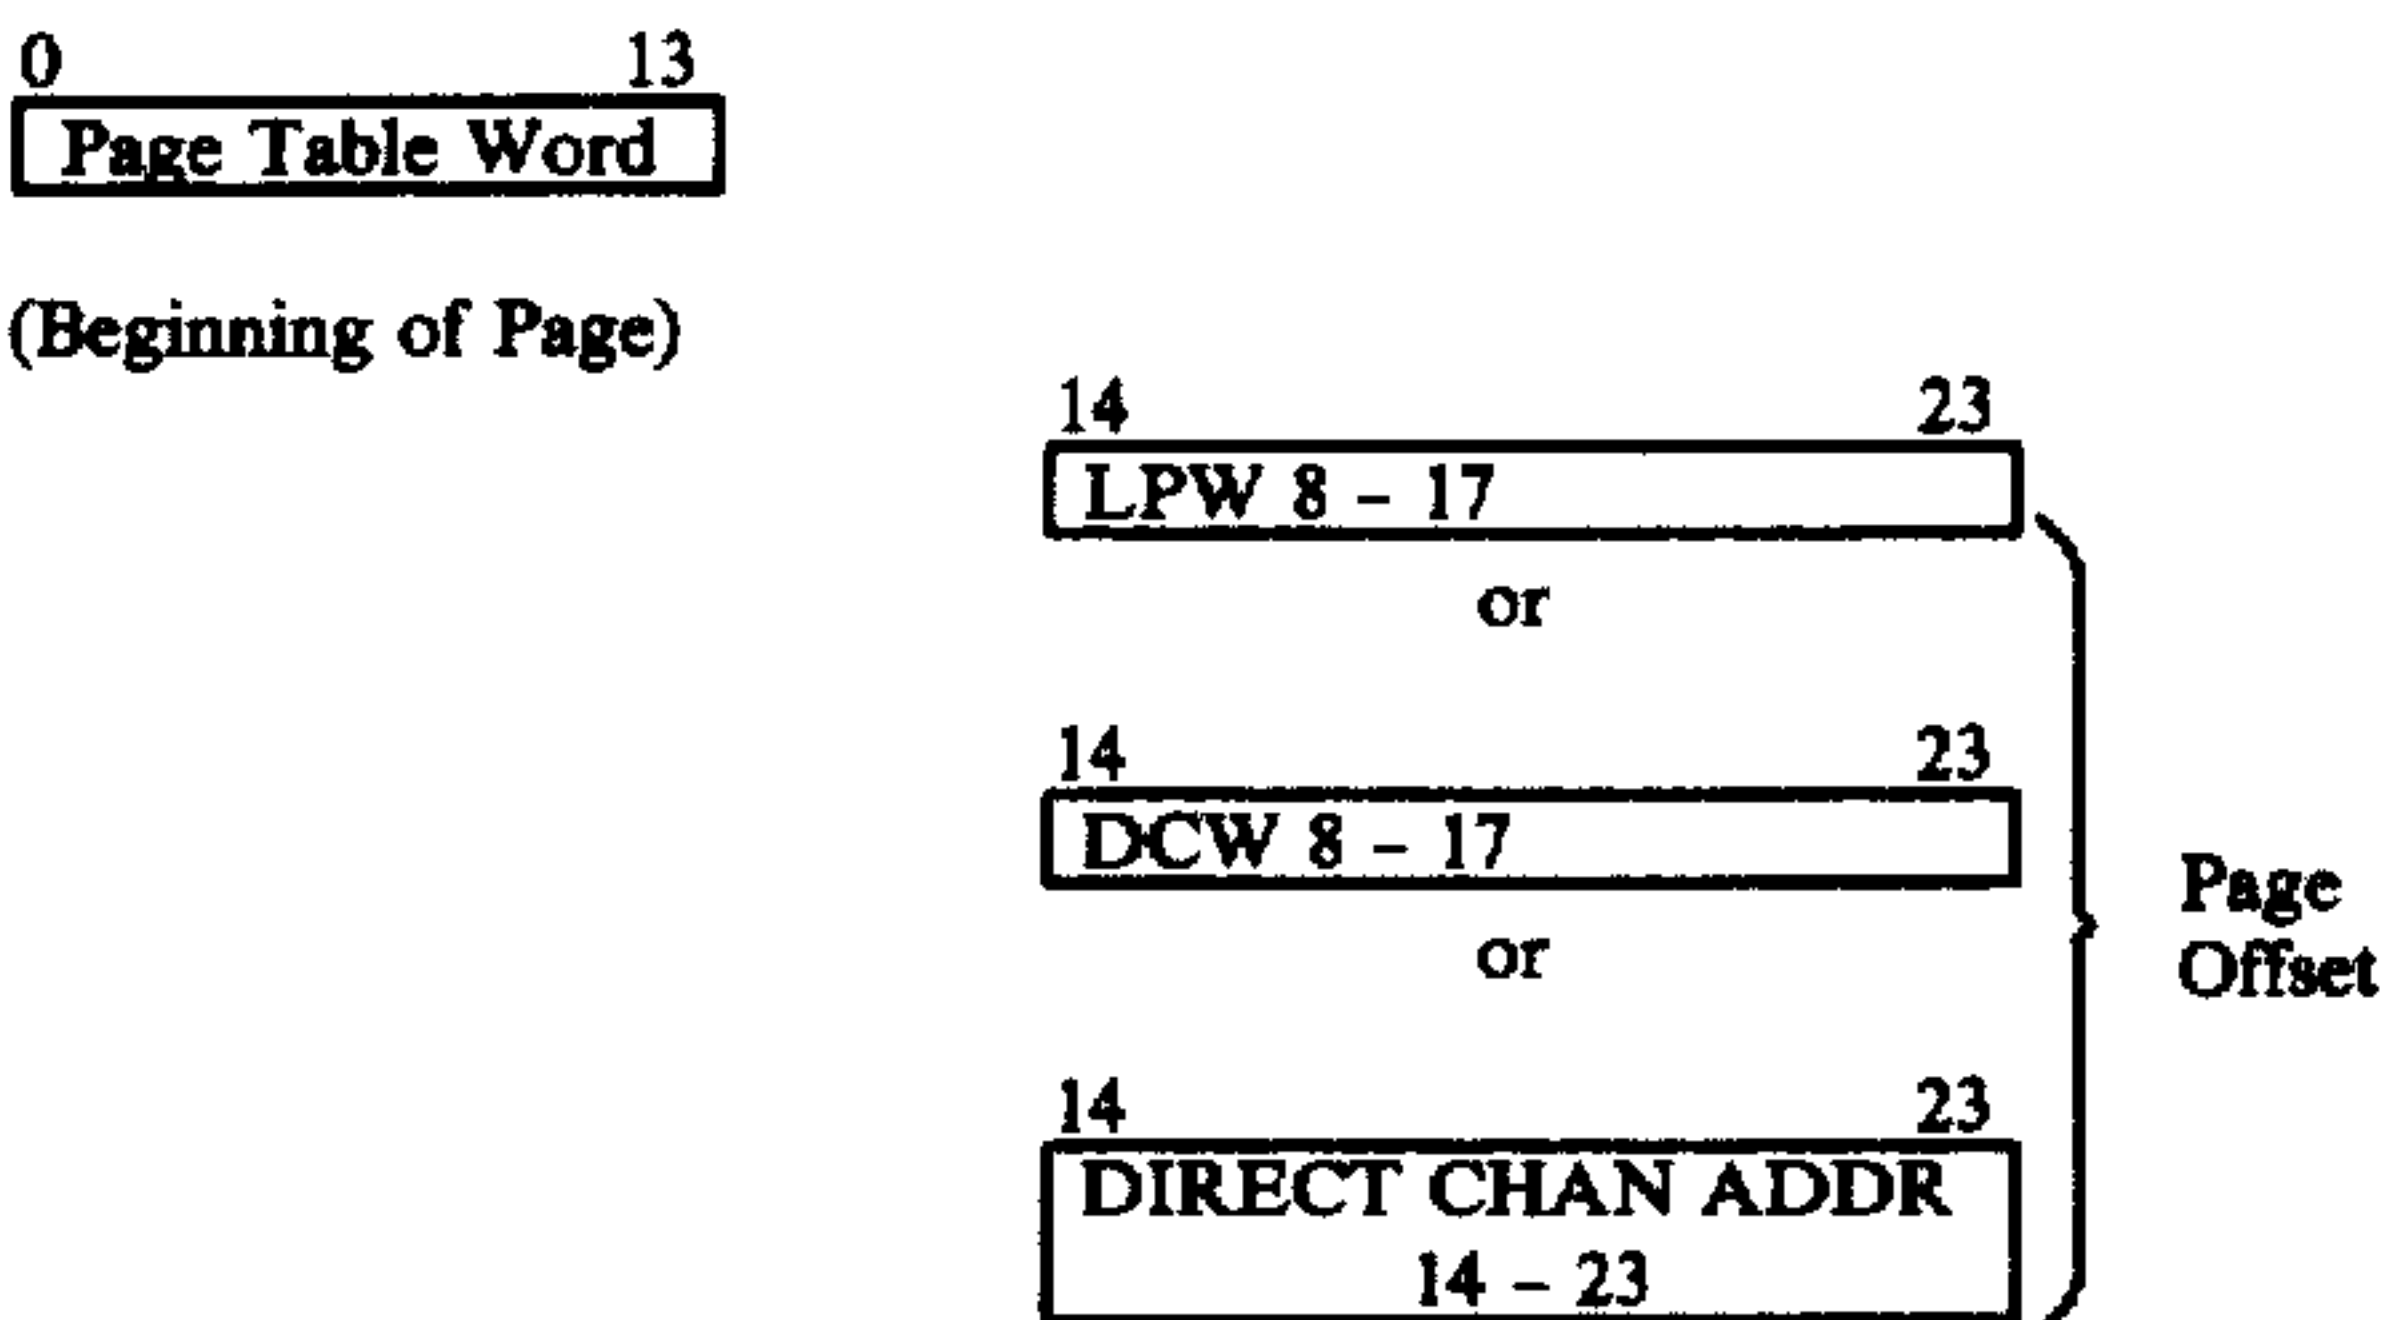 0 13
Page Table Word
(Beginning of Page)
14 23
LPW 8 – 17
or
14 23
DCW 8 – 17
or
Page
Offset
14 23
DIRECT CHAN ADDR
14 – 23